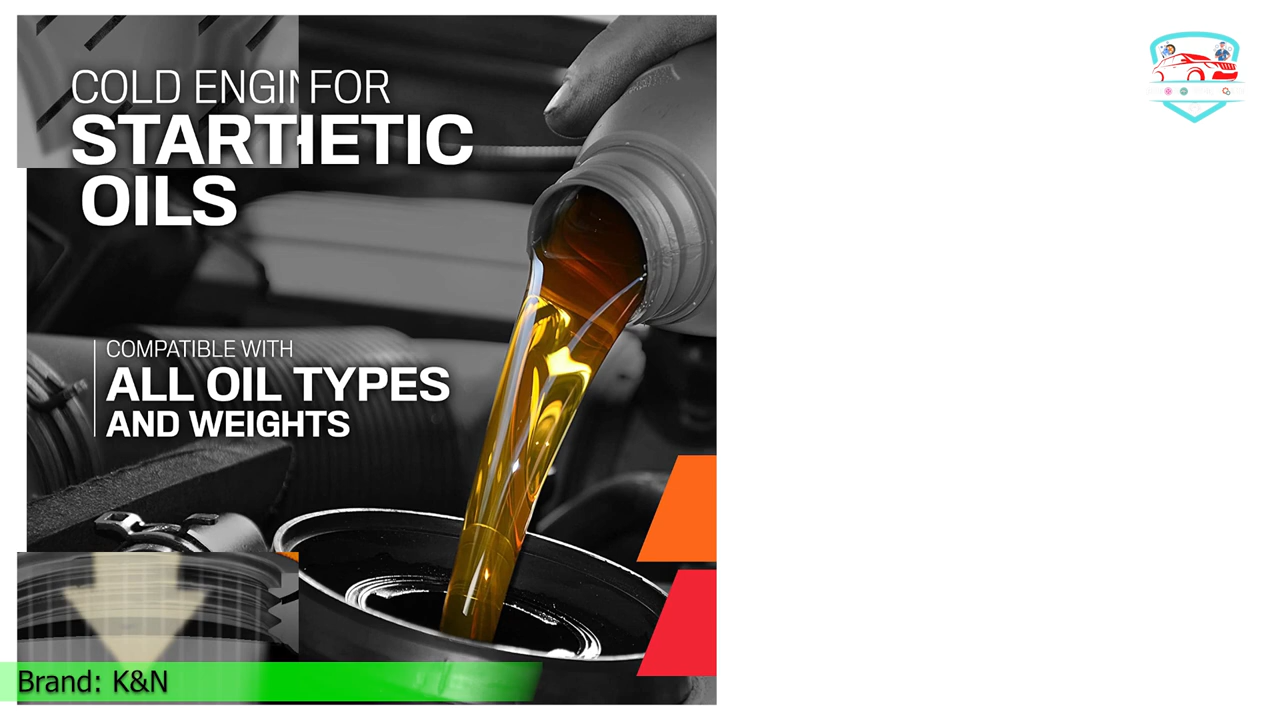 COLD ENGIN FOR
STARTHETIC
OILS
COMPATIBLE WITH
ALL OIL TYPES
AND WEIGHTS
Brand: K&N